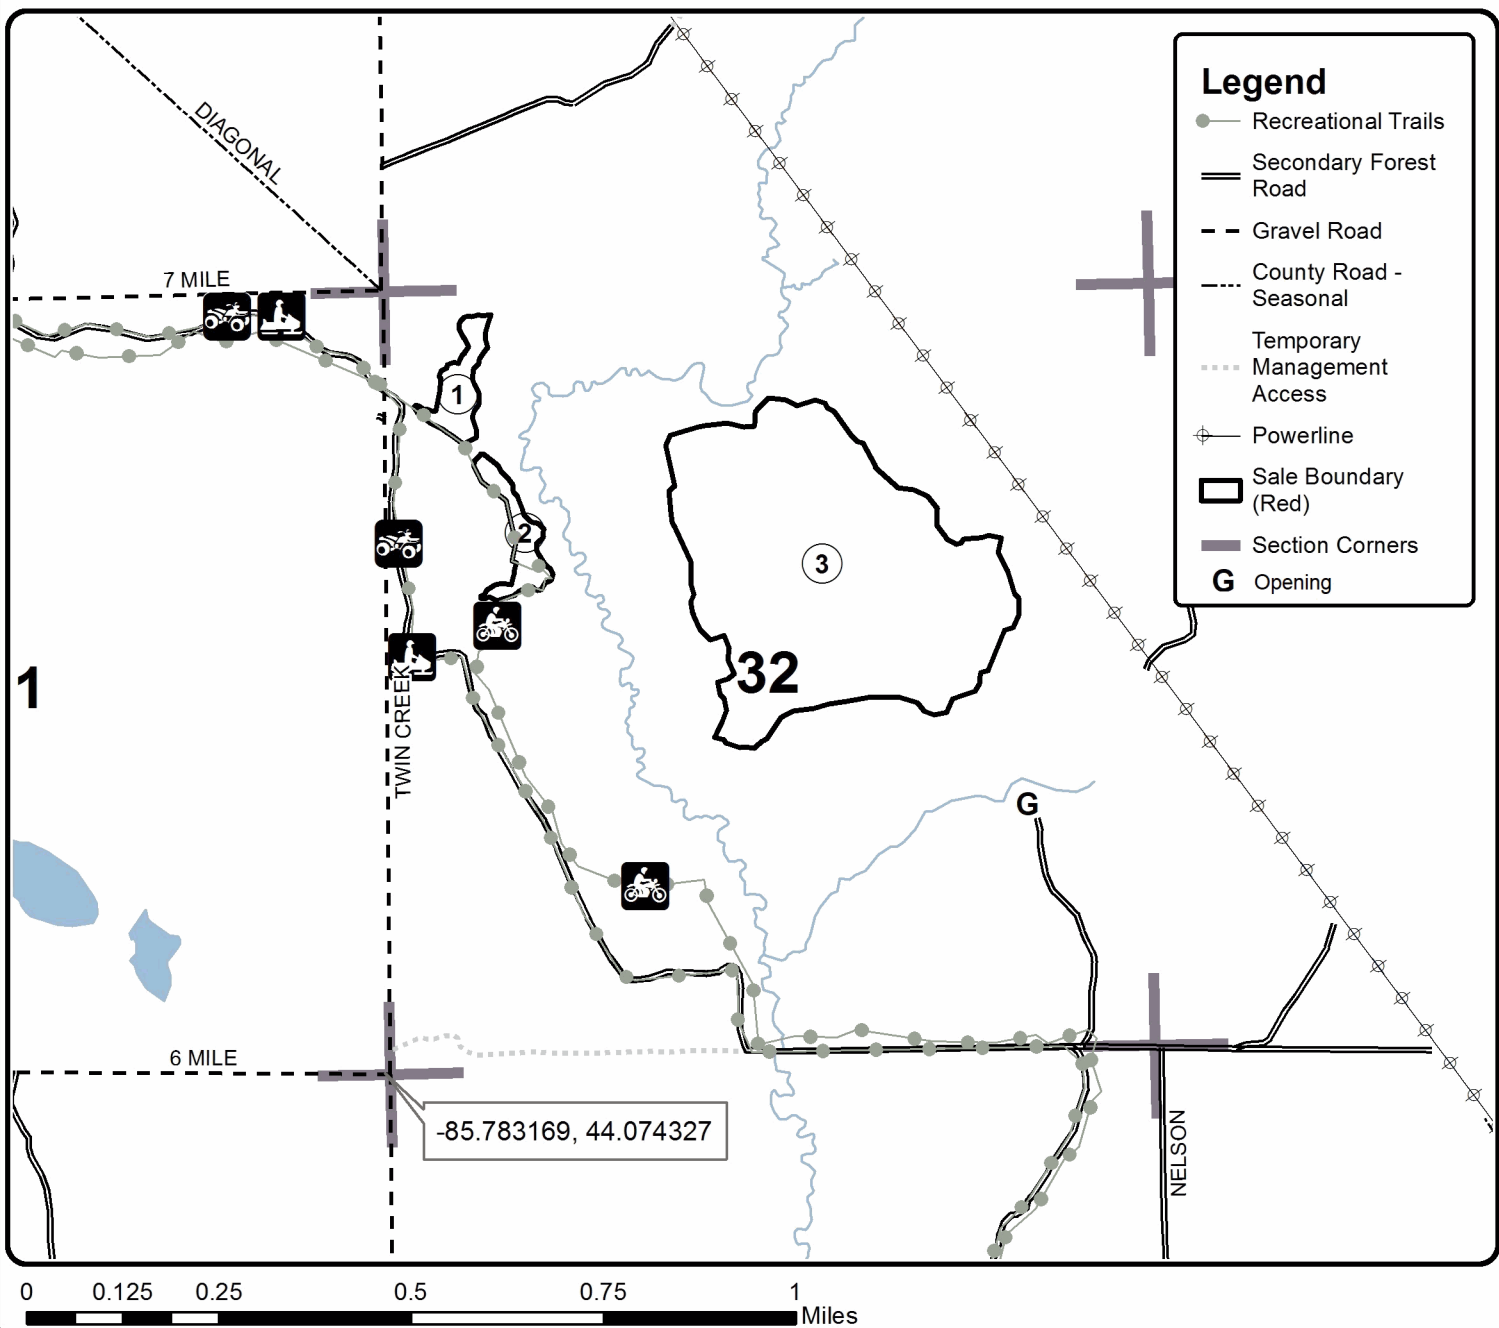 DIAGONAL
7 MILE
Legend
Recreational Trails
Secondary Forest
Road
Gravel Road
County Road -
Seasonal
Temporary
Management
Access
Powerline
Sale Boundary
(Red)
Section Corners
G Opening
1
2
3
32
1
TWIN CREEK
G
6 MILE
-85.783169, 44.074327
NELSON
0 0.125 0.25 0.5 0.75 1
Miles